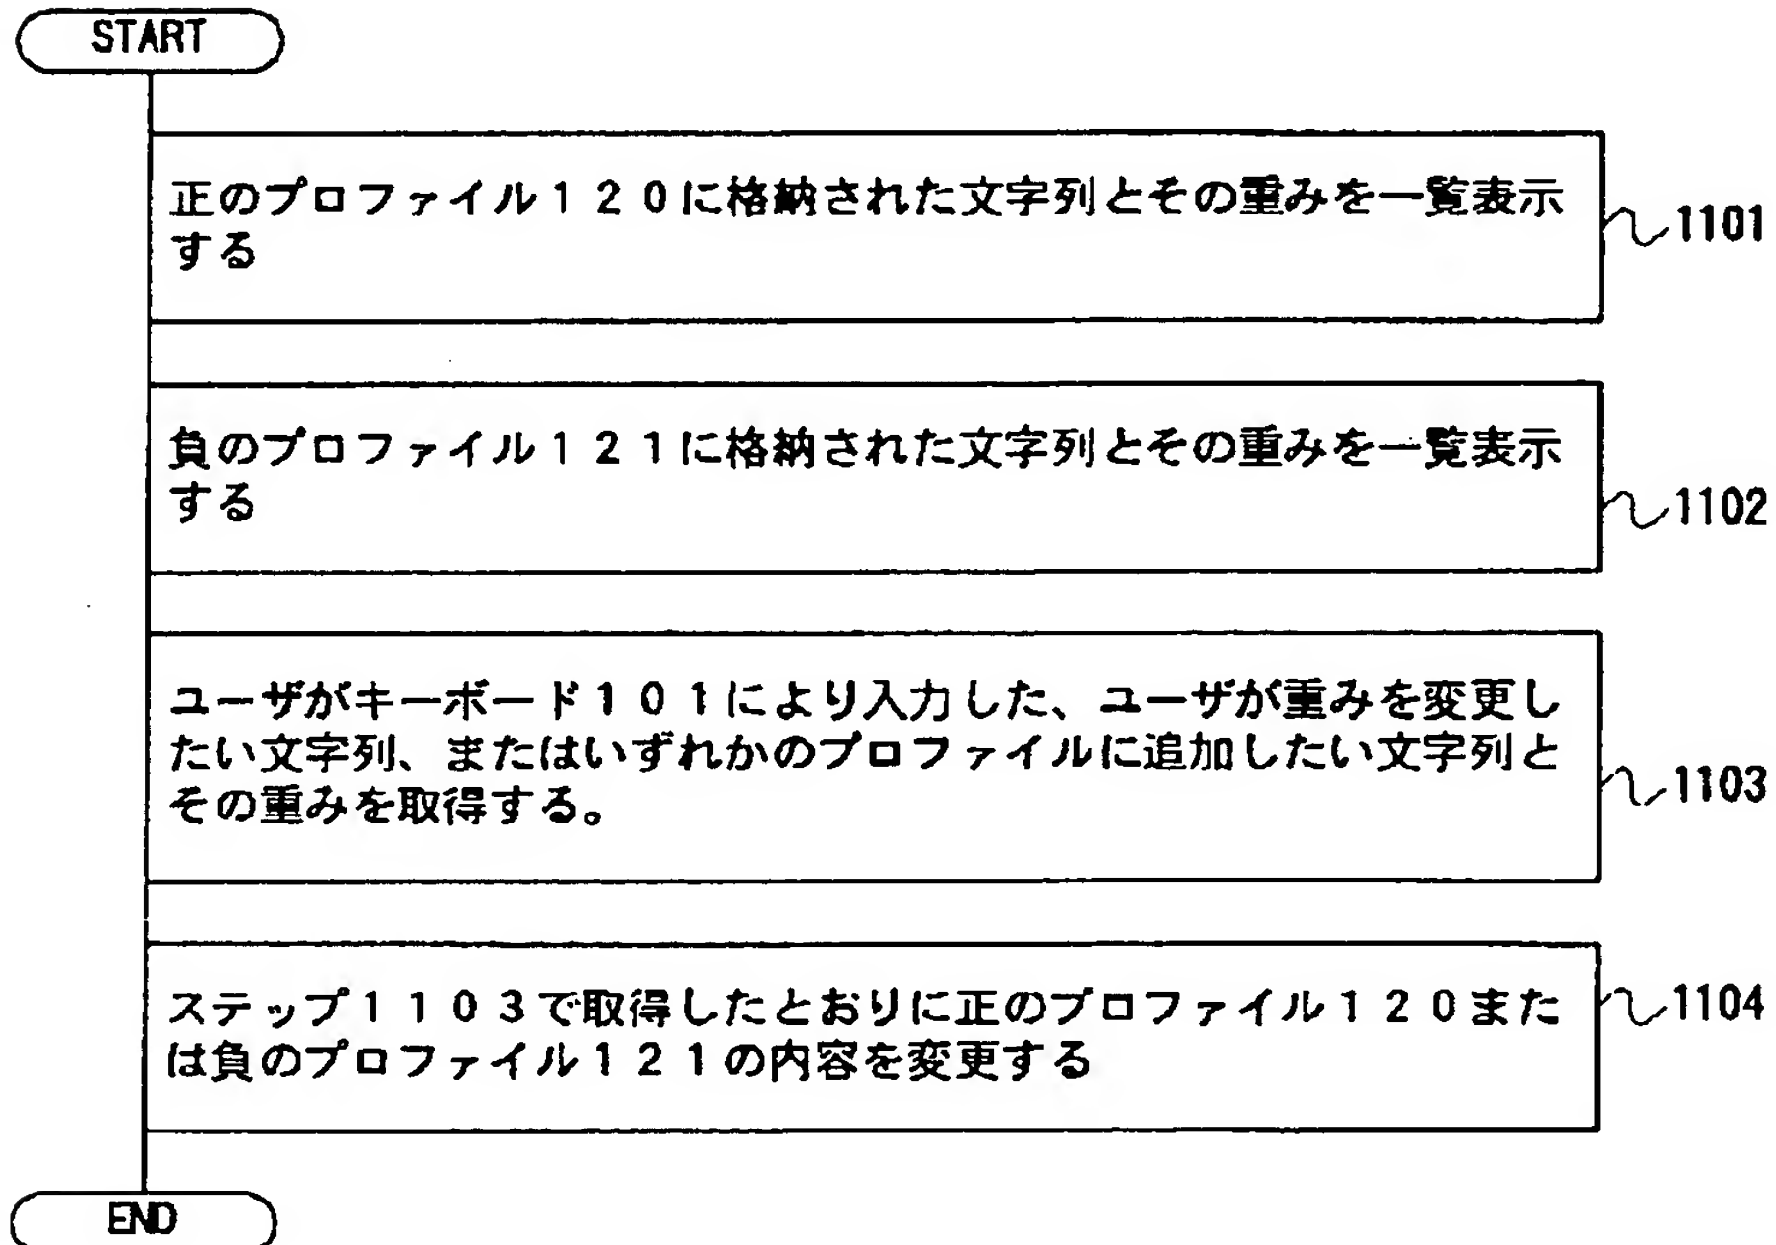 START
正のプロファイル１２０に格納された文字列とその重みを一覧表示
する
1101
負のプロファイル１２１に格納された文字列とその重みを一覧表示
する
1102
ユーザがキーボード１０１により入力した、ユーザが重みを変更し
たい文字列、またはいずれかのプロファイルに追加したい文字列と
その重みを取得する。
1103
ステップ１１０３で取得したとおりに正のプロファイル１２０また
は負のプロファイル１２１の内容を変更する
1104
END